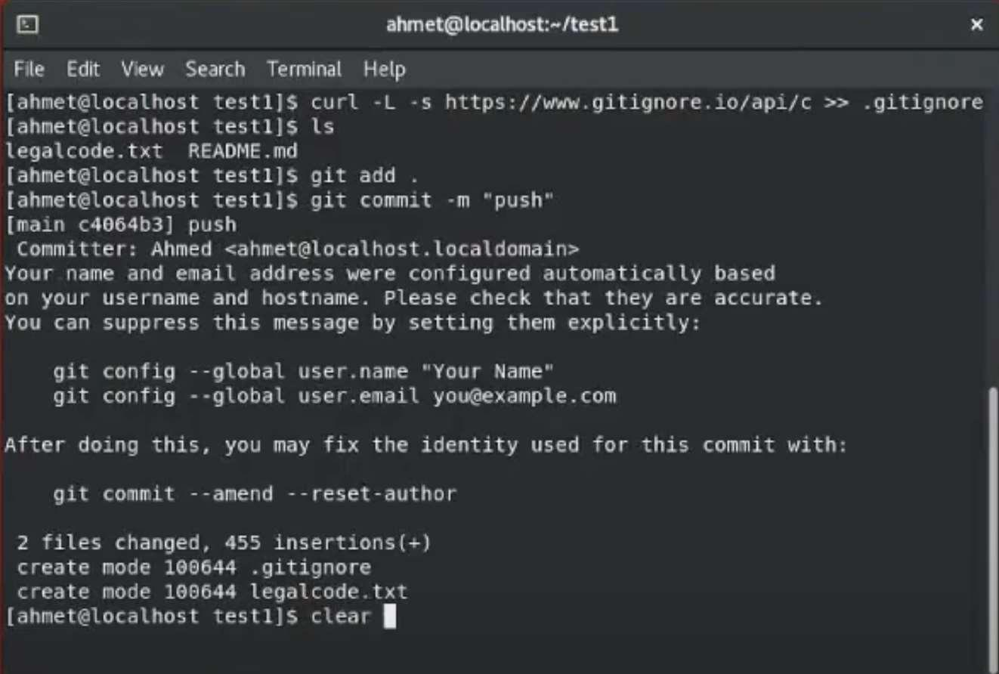 ahmet@localhost:~/test1 ×
File Edit View Search Terminal Help
[ahmet@localhost test1]$ curl -L -s https://www.gitignore.io/api/c >> .gitignore
[ahmet@localhost test1]$ ls
legalcode.txt  README.md
[ahmet@localhost test1]$ git add .
[ahmet@localhost test1]$ git commit -m "push"
[main c4064b3] push
 Committer: Ahmed <ahmet@localhost.localdomain>
Your name and email address were configured automatically based
on your username and hostname. Please check that they are accurate.
You can suppress this message by setting them explicitly:
    git config --global user.name "Your Name"
    git config --global user.email you@example.com
After doing this, you may fix the identity used for this commit with:
    git commit --amend --reset-author
 2 files changed, 455 insertions(+)
 create mode 100644 .gitignore
 create mode 100644 legalcode.txt
[ahmet@localhost test1]$ clear